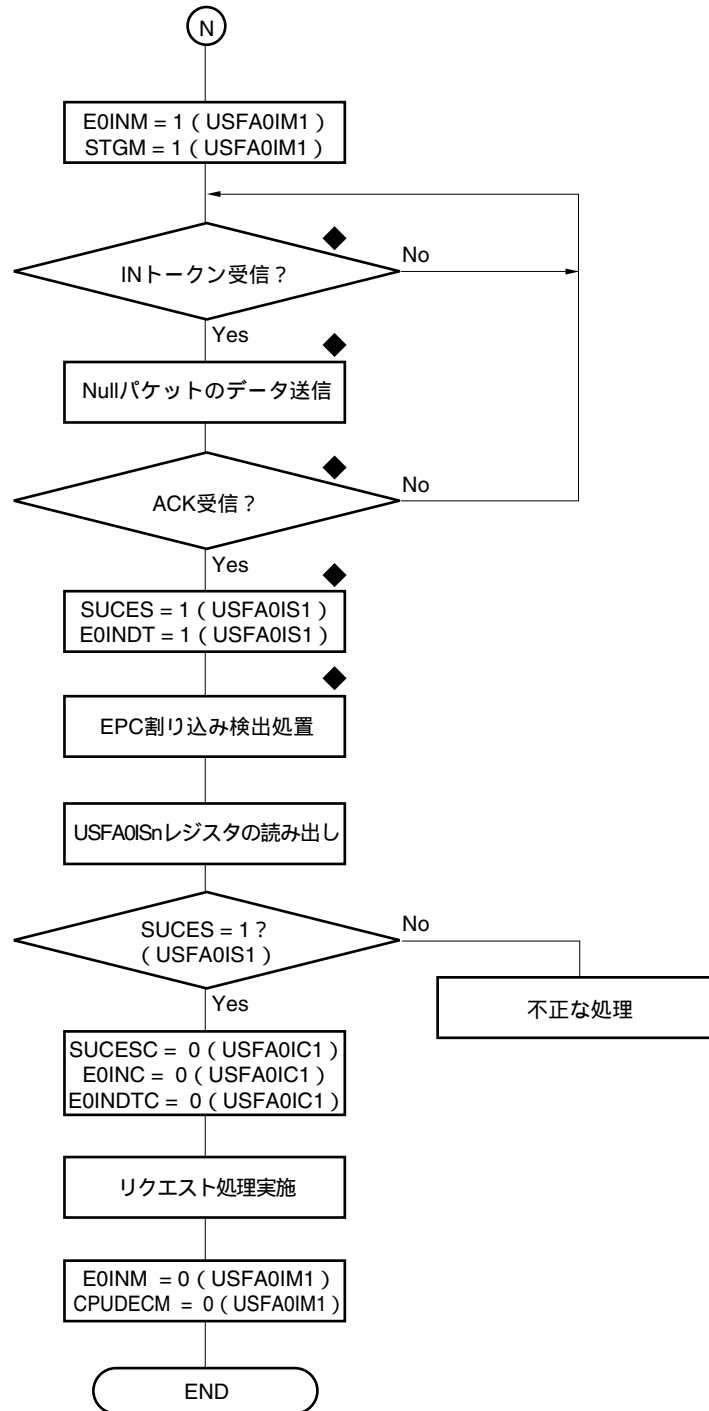 N
E0INM = 1 ( USFA0IM1 )
STGM = 1 ( USFA0IM1 )
INトークン受信？
No
Yes
Nullパケットのデータ送信
ACK受信？
No
Yes
SUCES = 1 ( USFA0IS1 )
E0INDT = 1 ( USFA0IS1 )
EPC割り込み検出処置
USFA0ISnレジスタの読み出し
SUCES = 1？
( USFA0IS1 )
No
Yes
不正な処理
SUCESC = 0 ( USFA0IC1 )
E0INC = 0 ( USFA0IC1 )
E0INDTC = 0 ( USFA0IC1 )
リクエスト処理実施
E0INM = 0 ( USFA0IM1 )
CPUDECM = 0 ( USFA0IM1 )
END